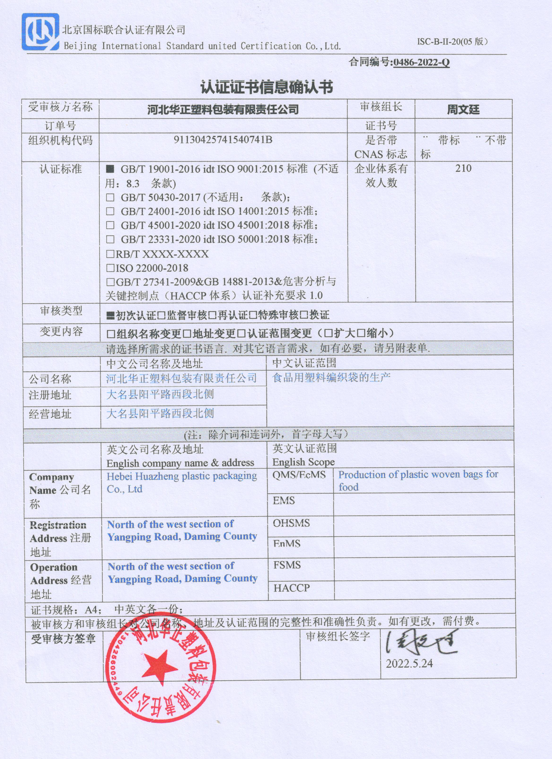 北京国标联合认证有限公司
Beijing International Standard united Certification Co.,Ltd.
ISC-B-II-20(05 版)
合同编号:0486-2022-Q
认证证书信息确认书
受审核方名称 河北华正塑料包装有限责任公司 审核组长 周文廷
订单号 证书号
组织机构代码 91130425741540741B 是否带 CNAS 标志 ¨ 带标 ¨ 不带标
认证标准 ■ GB/T 19001-2016 idt ISO 9001:2015 标准 (不适 企业体系有效人数 210
用: 8.3 条款)
□ GB/T 50430-2017 (不适用: 条款);
□ GB/T 24001-2016 idt ISO 14001:2015 标准;
□ GB/T 45001-2020 idt ISO 45001:2018 标准;
□ GB/T 23331-2020 idt ISO 50001:2018 标准;
□RB/T XXXX-XXXX
□ISO 22000-2018
□GB/T 27341-2009&GB 14881-2013&危害分析与
关键控制点（HACCP 体系）认证补充要求 1.0
审核类型 ■初次认证□监督审核□再认证□特殊审核□换证
变更内容 □组织名称变更□地址变更□认证范围变更（□扩大□缩小）
请选择所需求的证书语言. 对其它语言需求，如有必要，请另附表单.
中文公司名称及地址 中文认证范围
公司名称 河北华正塑料包装有限责任公司 食品用塑料编织袋的生产
注册地址 大名县阳平路西段北侧
经营地址 大名县阳平路西段北侧
(注: 除介词和连词外，首字母大写)
英文公司名称及地址 英文认证范围
English company name & address English Scope
Company Name 公司名称 Hebei Huazheng plastic packaging Co., Ltd QMS/EcMS Production of plastic woven bags for food
EMS
Registration Address 注册地址 North of the west section of Yangping Road, Daming County OHSMS
EnMS
Operation Address 经营地址 North of the west section of Yangping Road, Daming County FSMS
HACCP
证书规格: A4; 中英文各一份;
被审核方和审核组长对公司名称、地址及认证范围的完整性和准确性负责。如有更改，需付费。
受审核方签章 审核组长签字
2022.5.24
河北华正塑料包装有限责任公司